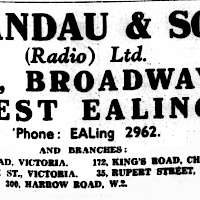 ANDAU & SO
(Radio) Ltd.
, BROADWAY
EST EALING
'Phone: EALing 2962.
AND BRANCHES:
AD, VICTORIA. 172, KING'S ROAD, CH
ST., VICTORIA. 35, RUPERT STREET,
300, HARROW ROAD, W.2.